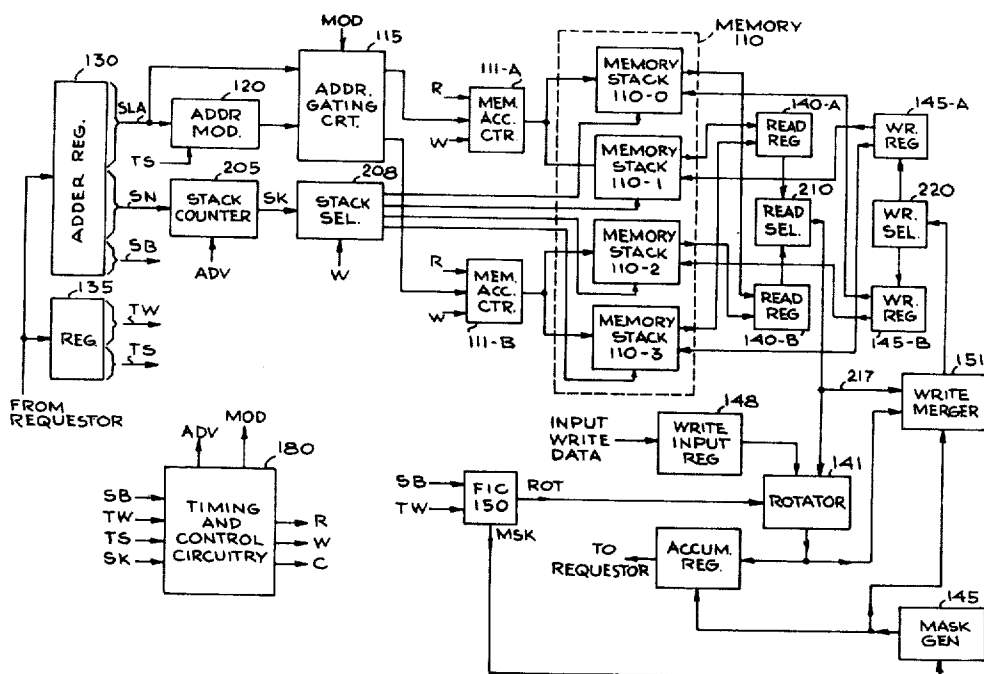 MOD
115
MEMORY
110
130
ADDER REG.
SLA
120
ADDR
MOD.
TS
ADDR.
GATING
CRT.
111-A
R
W
MEM.
ACC.
CTR.
MEMORY
STACK
110-0
MEMORY
STACK
110-1
MEMORY
STACK
110-2
MEMORY
STACK
110-3
140-A
READ
REG
145-A
WR.
REG
SN
205
STACK
COUNTER
SK
ADV
208
STACK
SEL.
W
210
READ
SEL.
220
WR.
SEL.
SB
R
W
MEM.
ACC.
CTR.
111-B
READ
REG
140-B
WR.
REG
145-B
135
REG.
TW
TS
FROM
REQUESTOR
217
151
WRITE
MERGER
INPUT
WRITE
DATA
148
WRITE
INPUT
REG
141
ROTATOR
ADV
MOD
180
SB
TW
TS
SK
TIMING
AND
CONTROL
CIRCUITRY
R
W
C
SB
TW
FIC
150
ROT
MSK
TO
REQUESTOR
ACCUM.
REG.
145
MASK
GEN